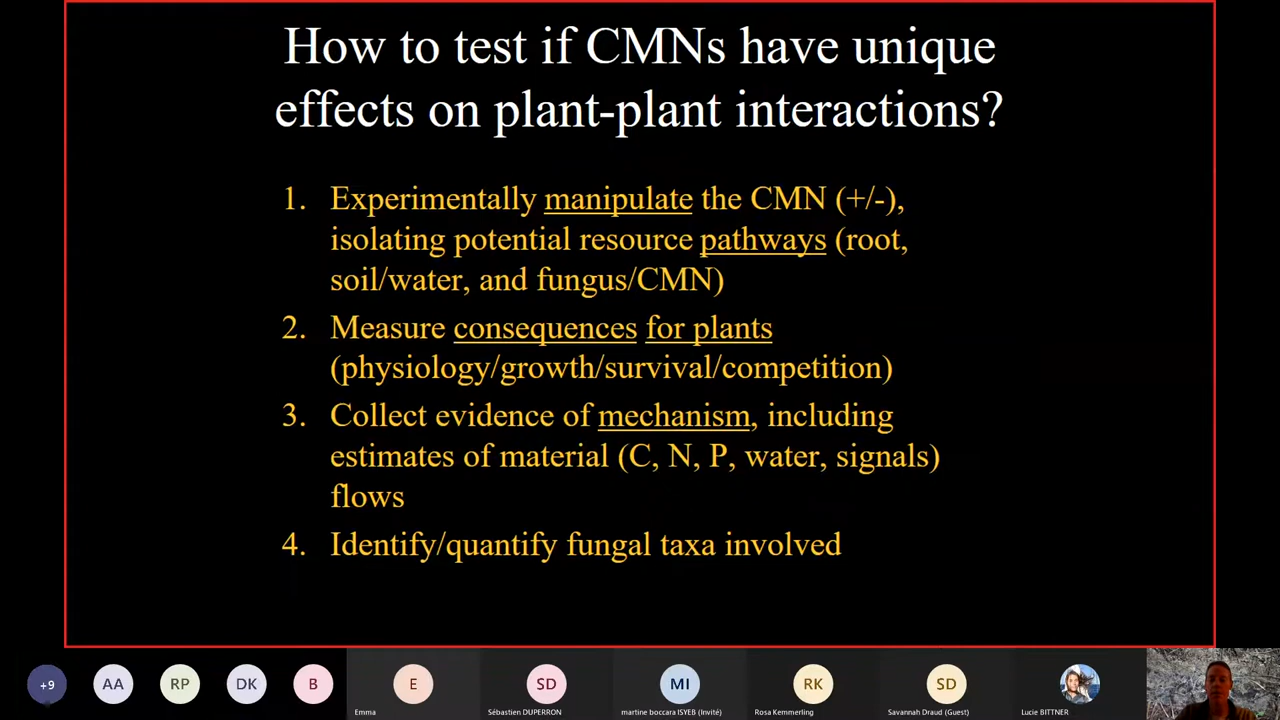 How to test if CMNs have unique
effects on plant-plant interactions?
1. Experimentally manipulate the CMN (+/-),
isolating potential resource pathways (root,
soil/water, and fungus/CMN)
2. Measure consequences for plants
(physiology/growth/survival/competition)
3. Collect evidence of mechanism, including
estimates of material (C, N, P, water, signals)
flows
4. Identify/quantify fungal taxa involved
+9 AA RP DK B E SD MI RK SD
Emma Sébastien DUPERRON martine boccara ISYEB (Invité) Rosa Kemmerling Savannah Draud (Guest) Lucie BITTNER